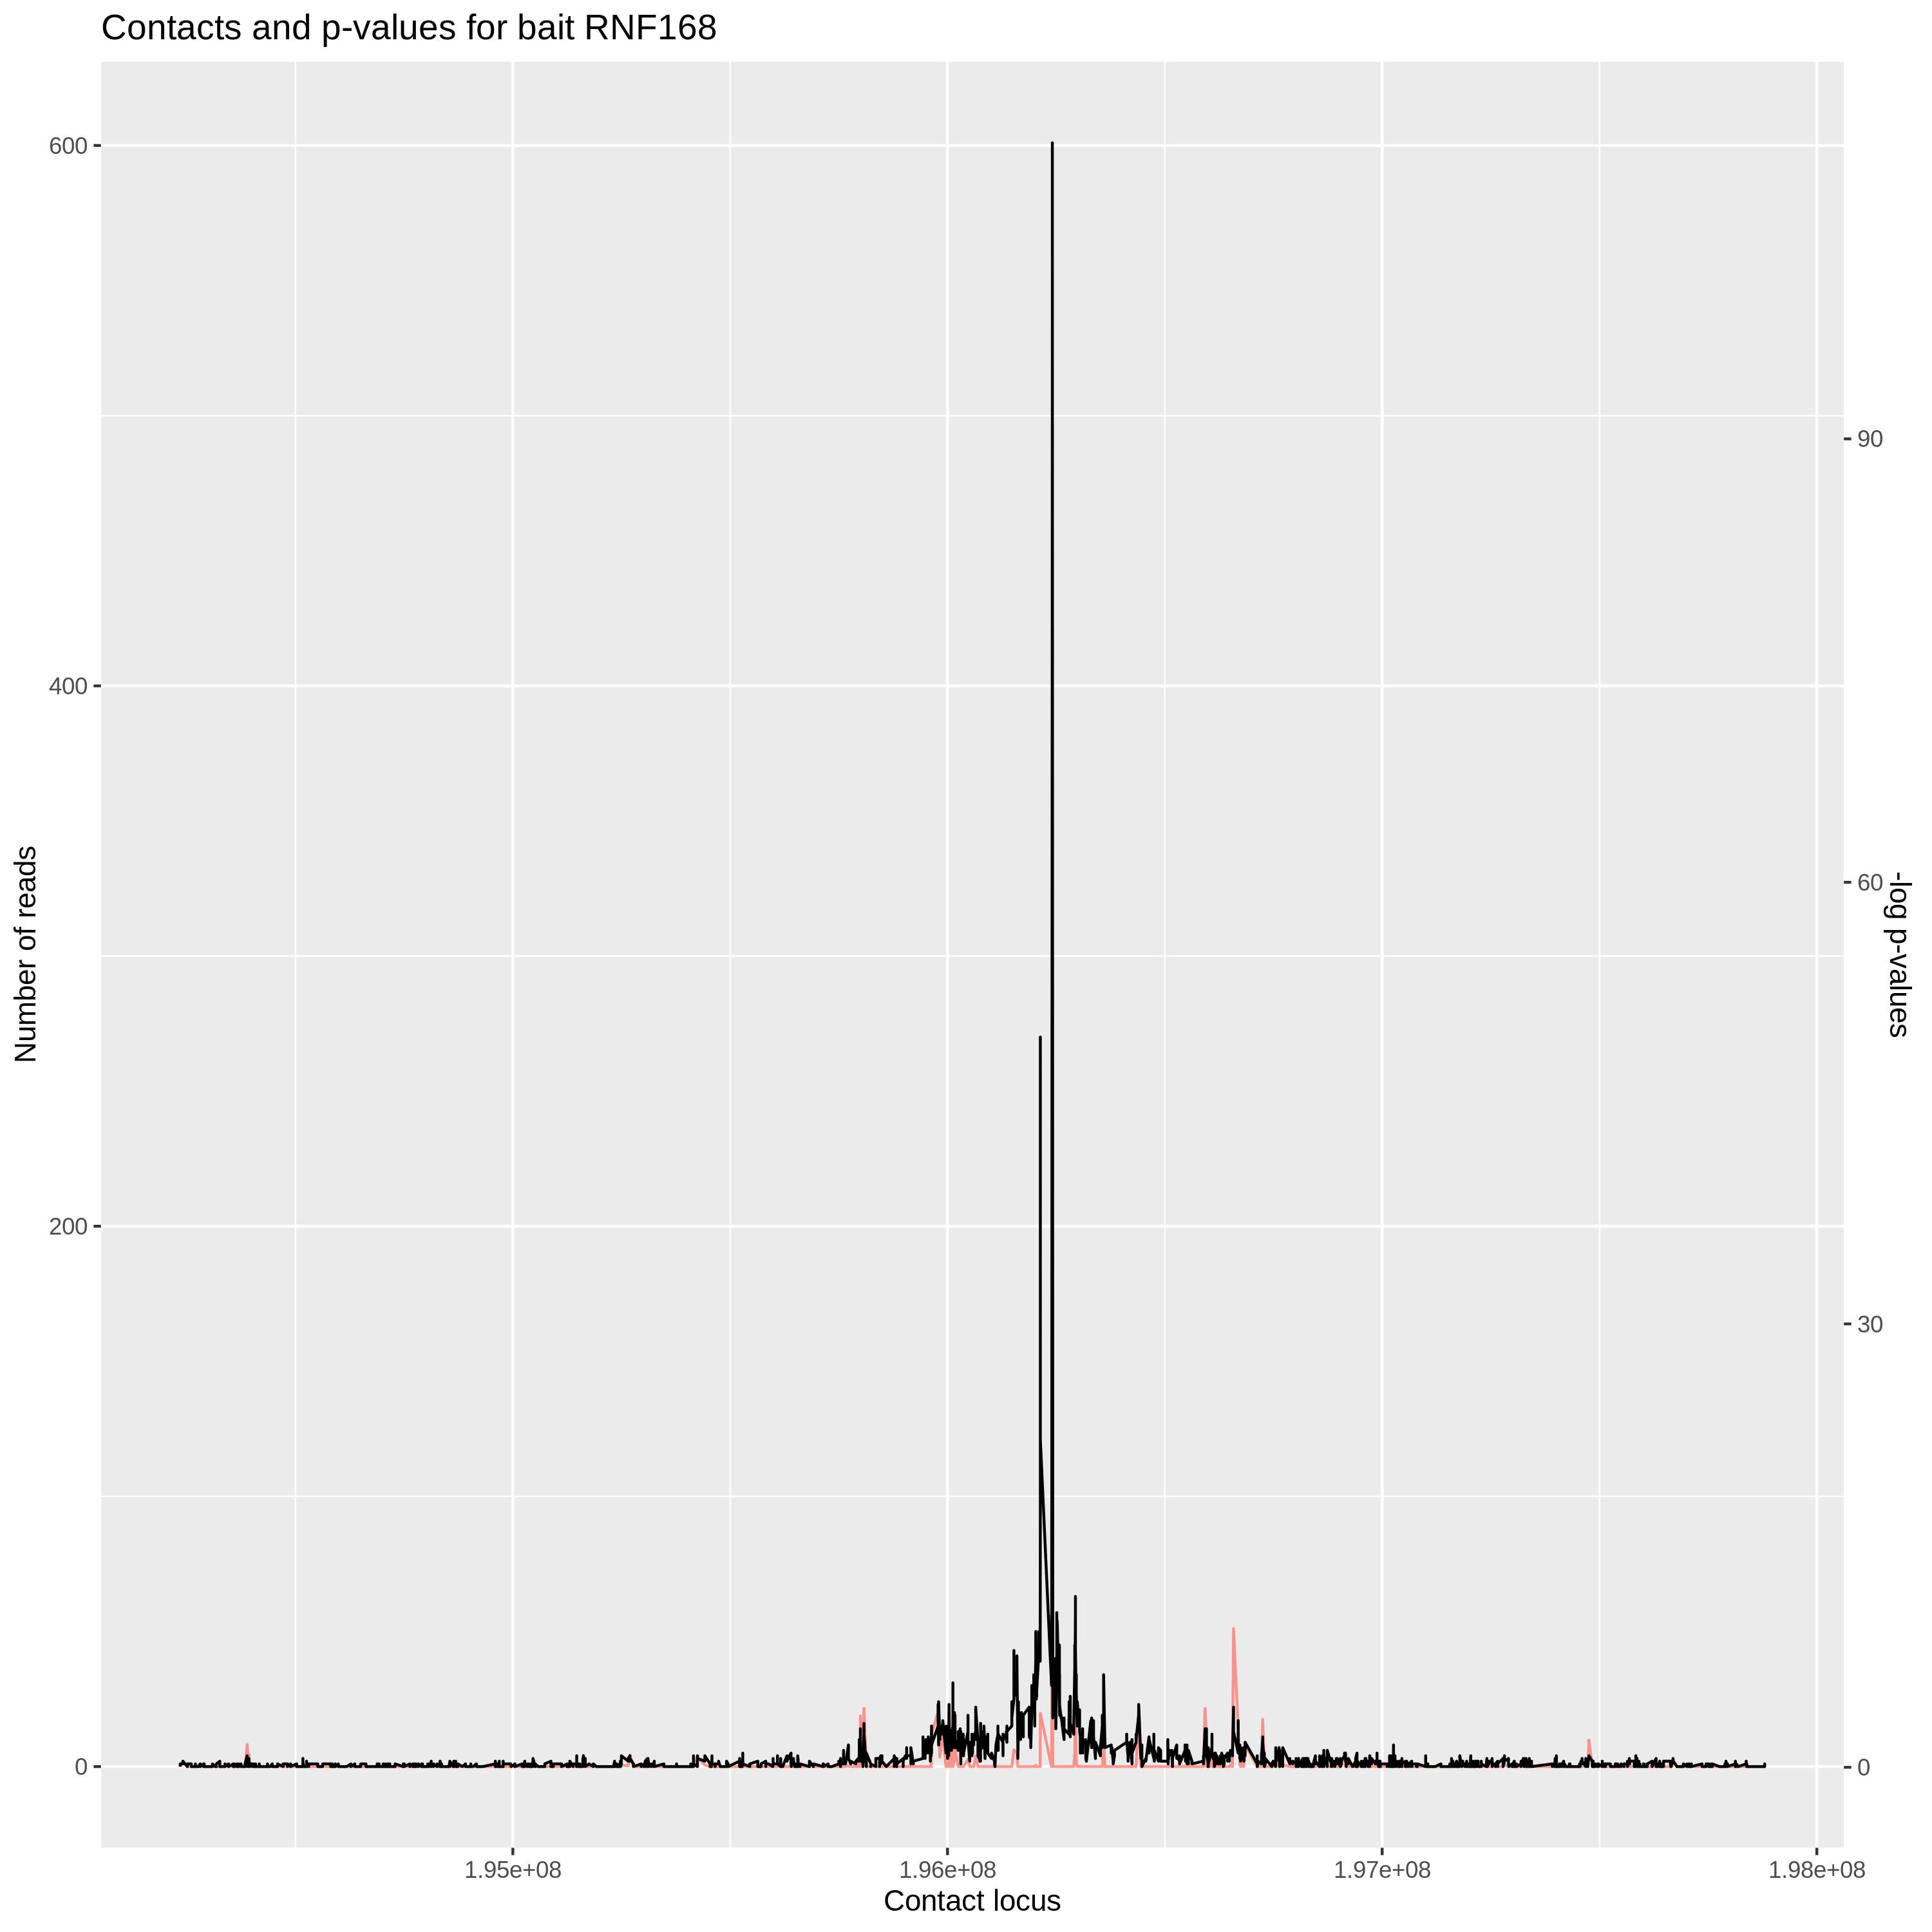 Contacts and p-values for bait RNF168
600
400
200
0
Number of reads
90
60
30
0
-log p-values
1.95e+08
1.96e+08
1.97e+08
1.98e+08
Contact locus